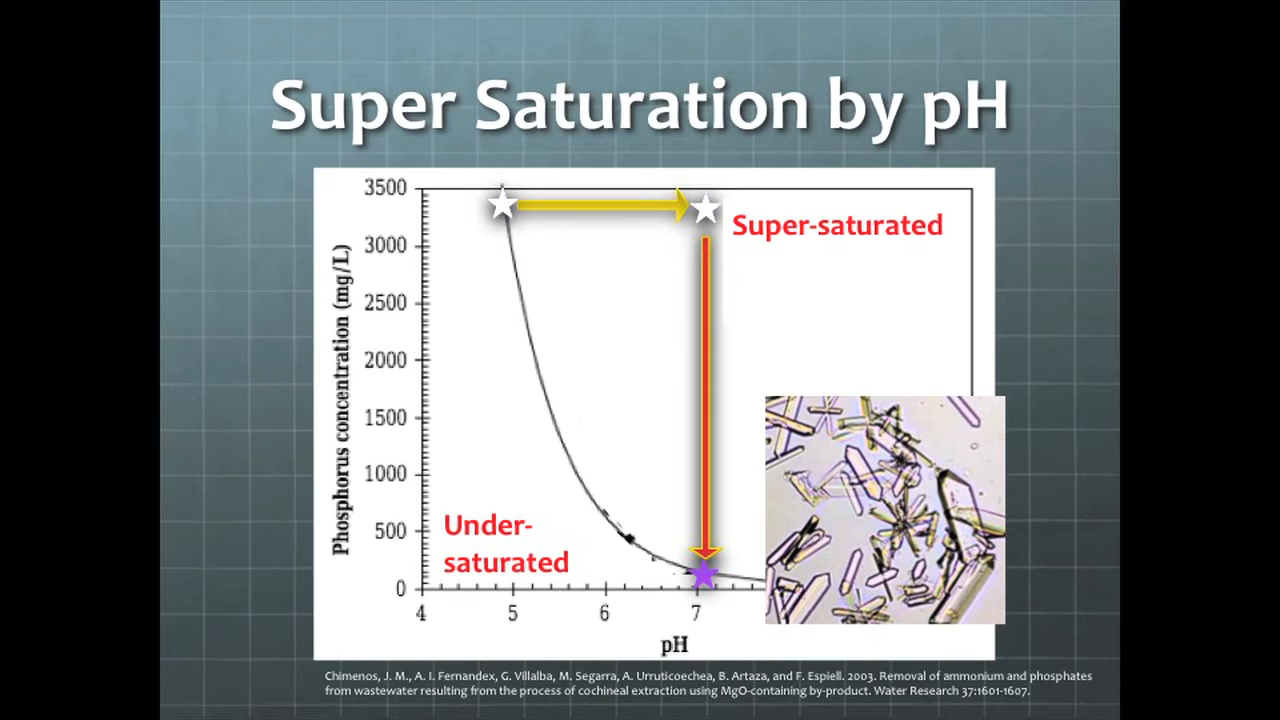 Super Saturation by pH
3500
3000
2500
2000
1500
1000
500
0
Phosphorus concentration (mg/L)
Super-saturated
Under-
saturated
4 5 6 7
pH
Chimenos, J. M., A. I. Fernandex, G. Villalba, M. Segarra, A. Urruticoechea, B. Artaza, and F. Espiell. 2003. Removal of ammonium and phosphates
from wastewater resulting from the process of cochineal extraction using MgO-containing by-product. Water Research 37:1601-1607.